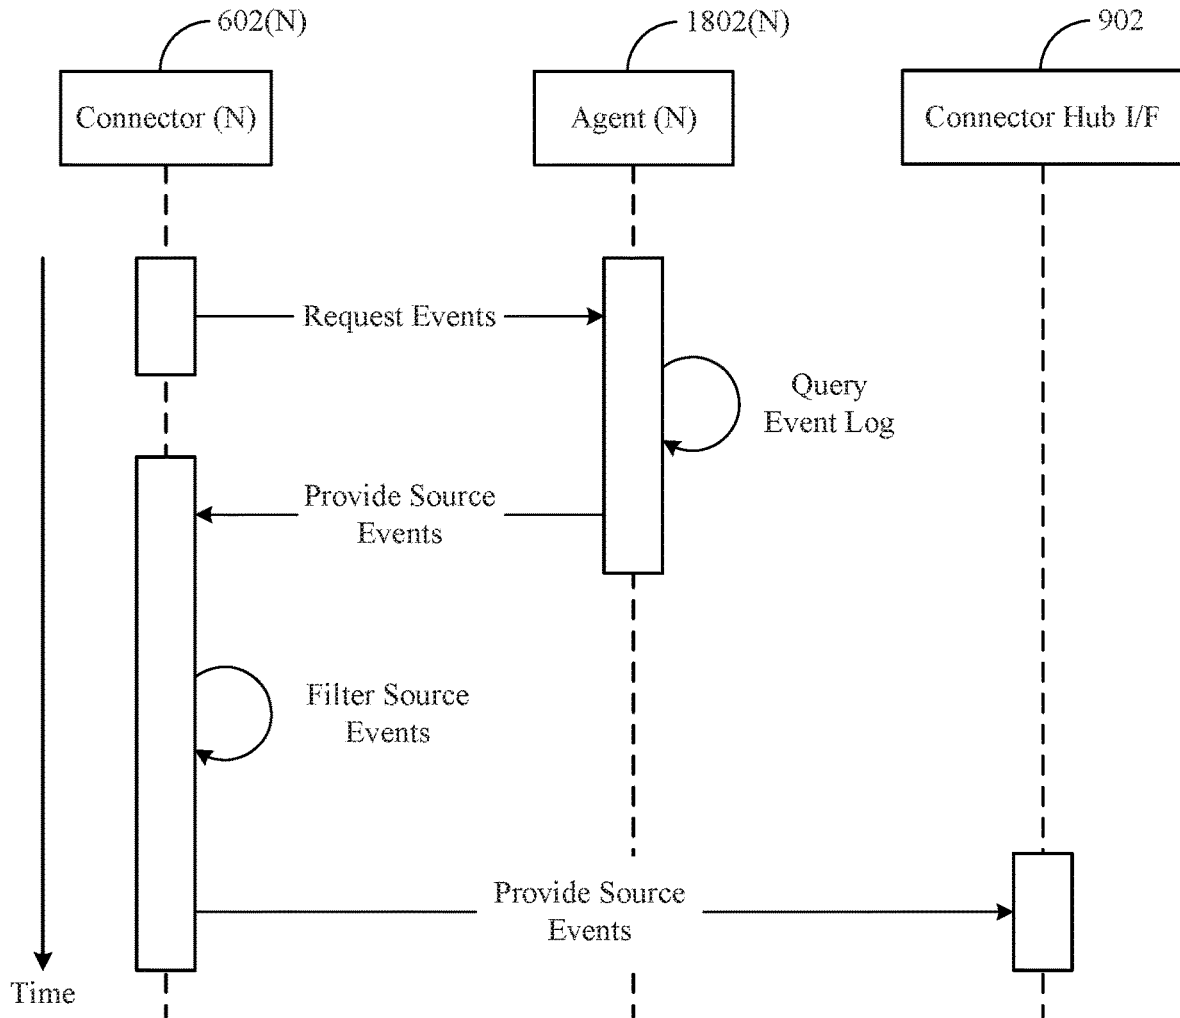 602(N)
1802(N)
902
Connector (N)
Agent (N)
Connector Hub I/F
Request Events
Query
Event Log
Provide Source
Events
Filter Source
Events
Provide Source
Events
Time